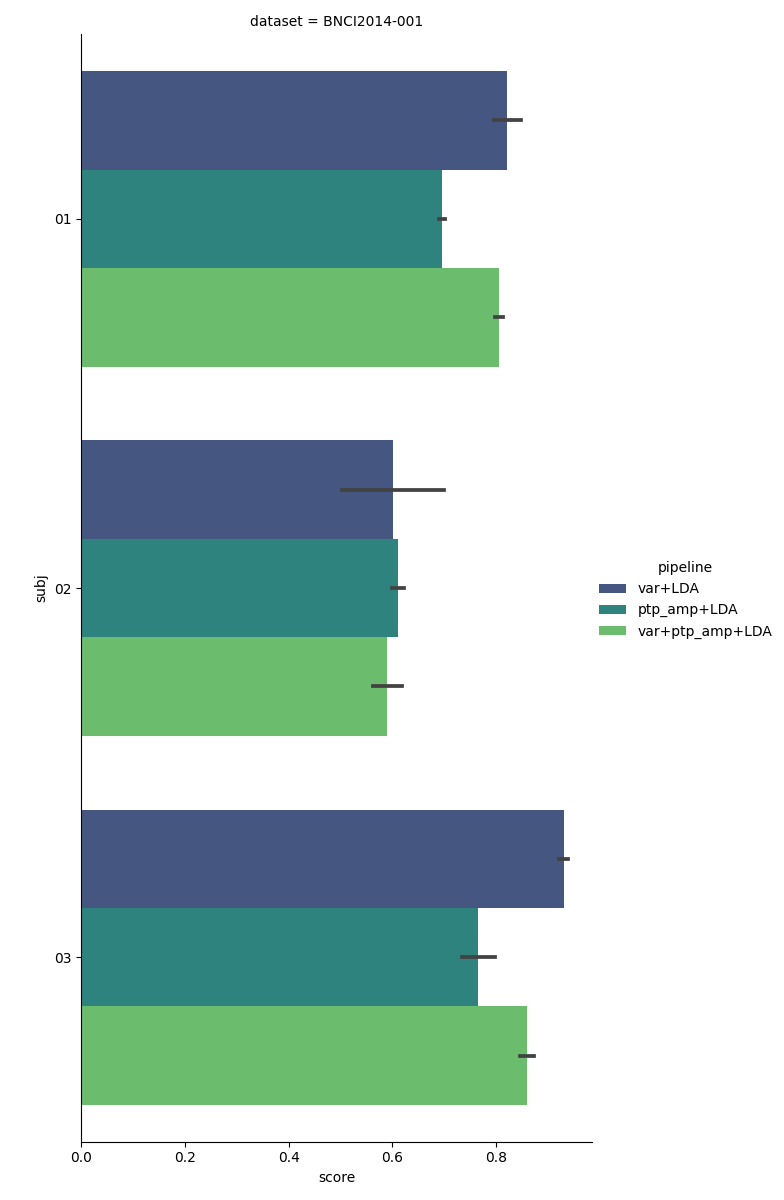 dataset = BNCI2014-001
01
02
03
subj
0.0 0.2 0.4 0.6 0.8
score
pipeline
var+LDA
ptp_amp+LDA
var+ptp_amp+LDA